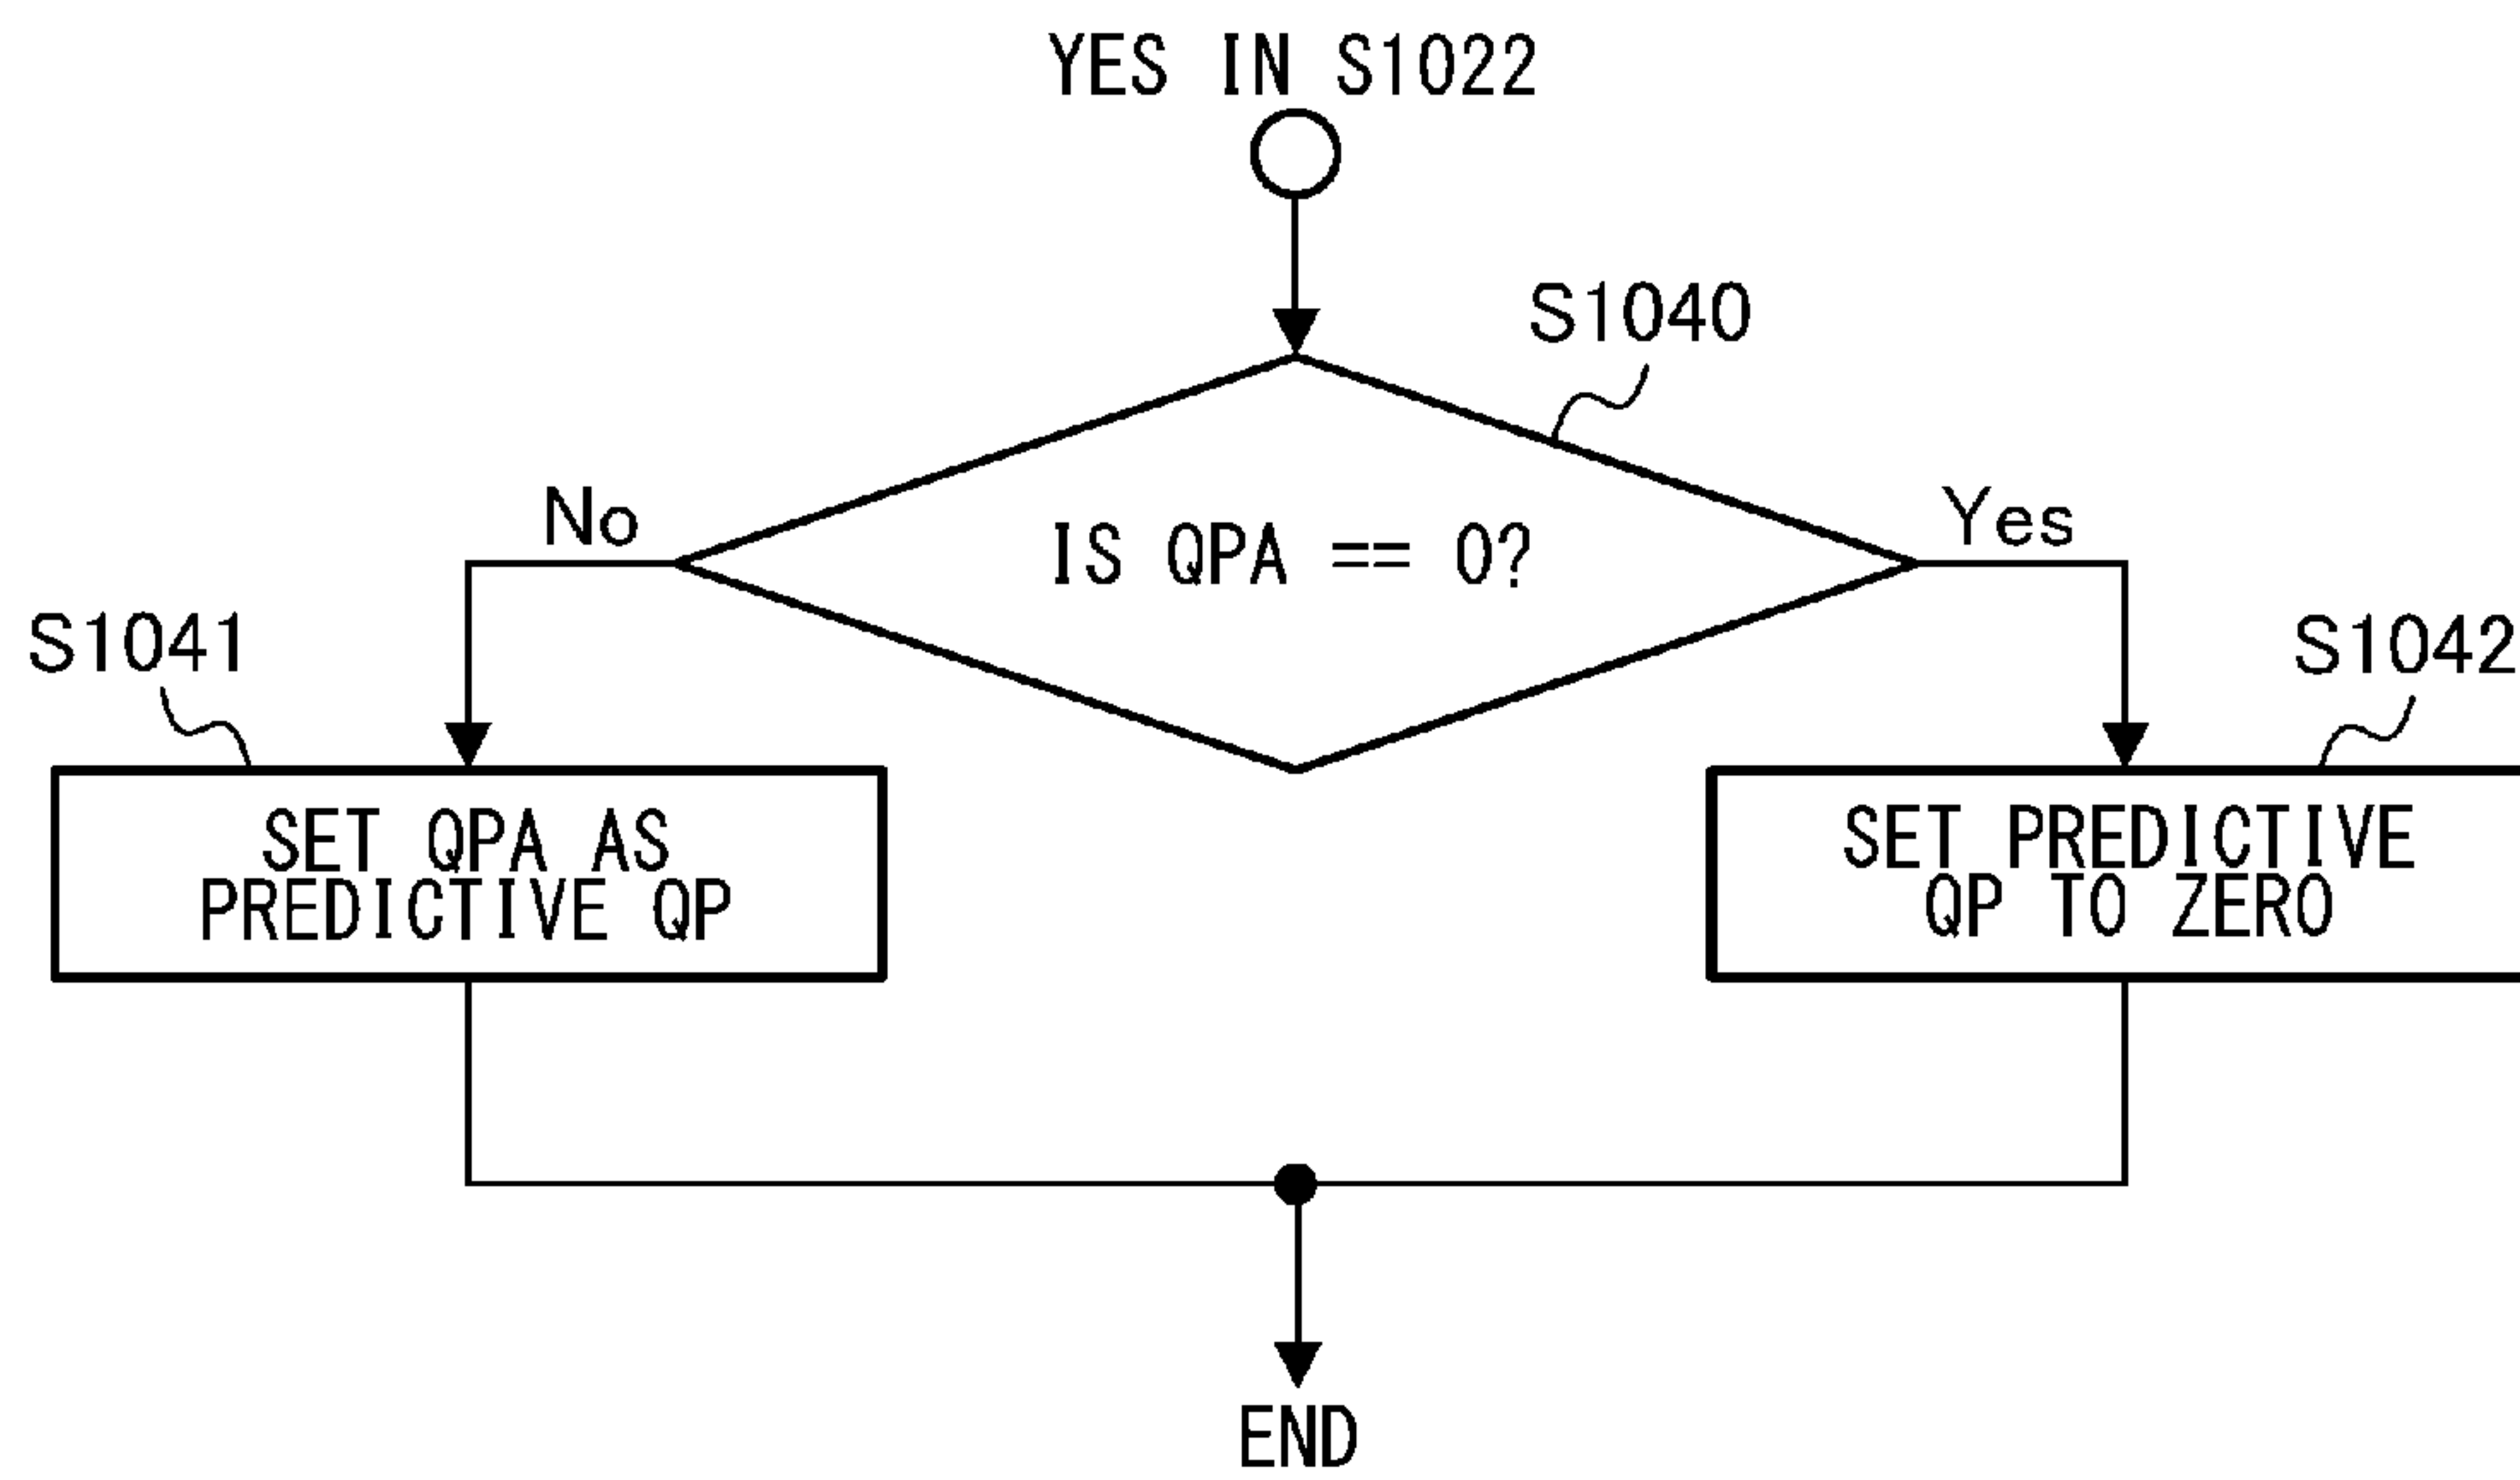 YES IN S1022
S1040
No
IS QPA == 0?
Yes
S1041
S1042
SET QPA AS
PREDICTIVE QP
SET PREDICTIVE
QP TO ZERO
END